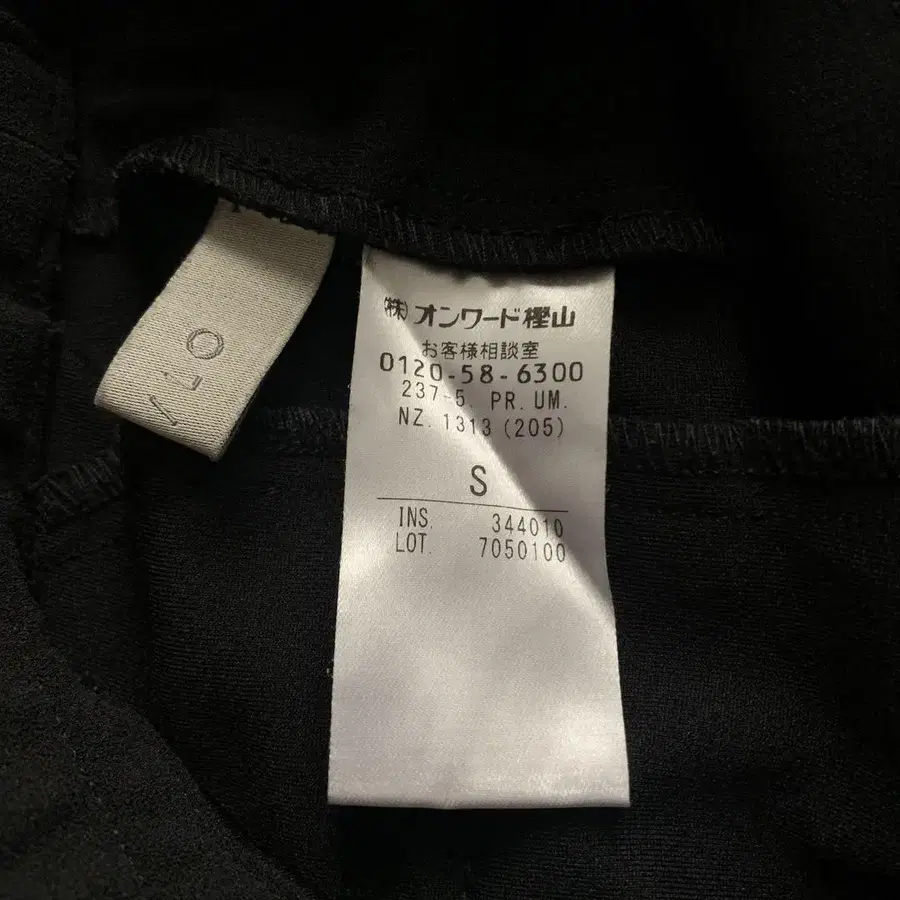 (株)オンワード樫山
お客様相談室
0120-58-6300
237-5. PR. UM.
NZ. 1313 (205)
S
INS. 344010
LOT. 7050100